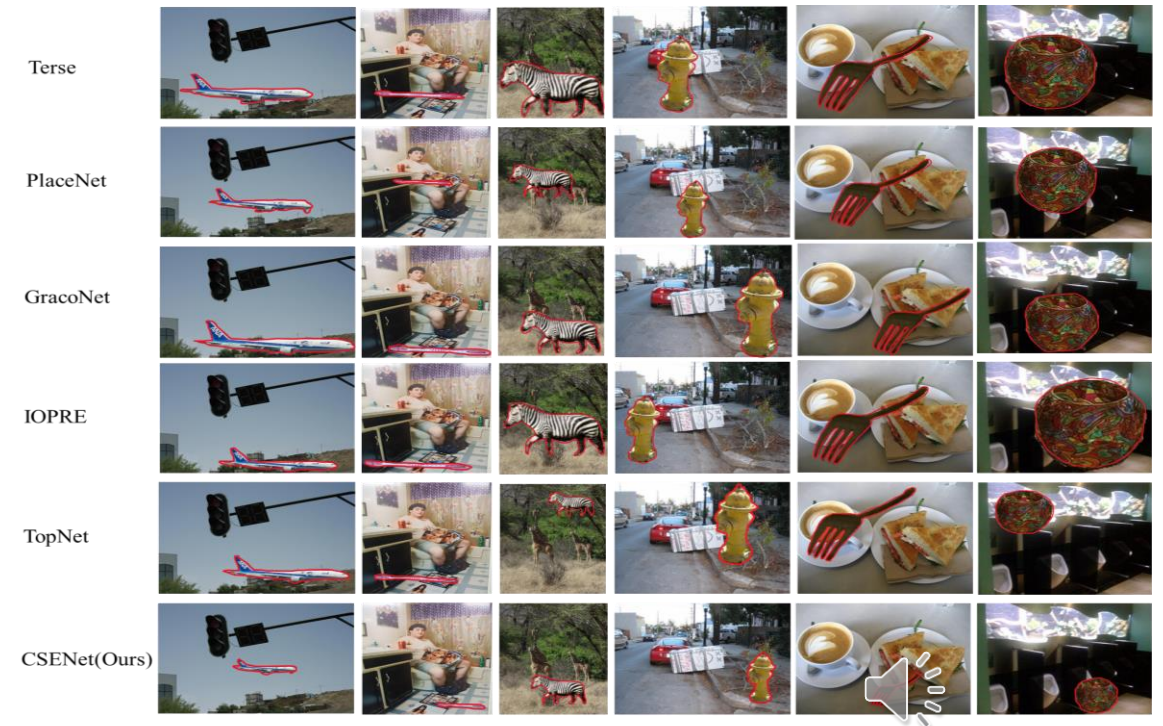 Terse
PlaceNet
GracoNet
IOPRE
TopNet
CSENet(Ours)